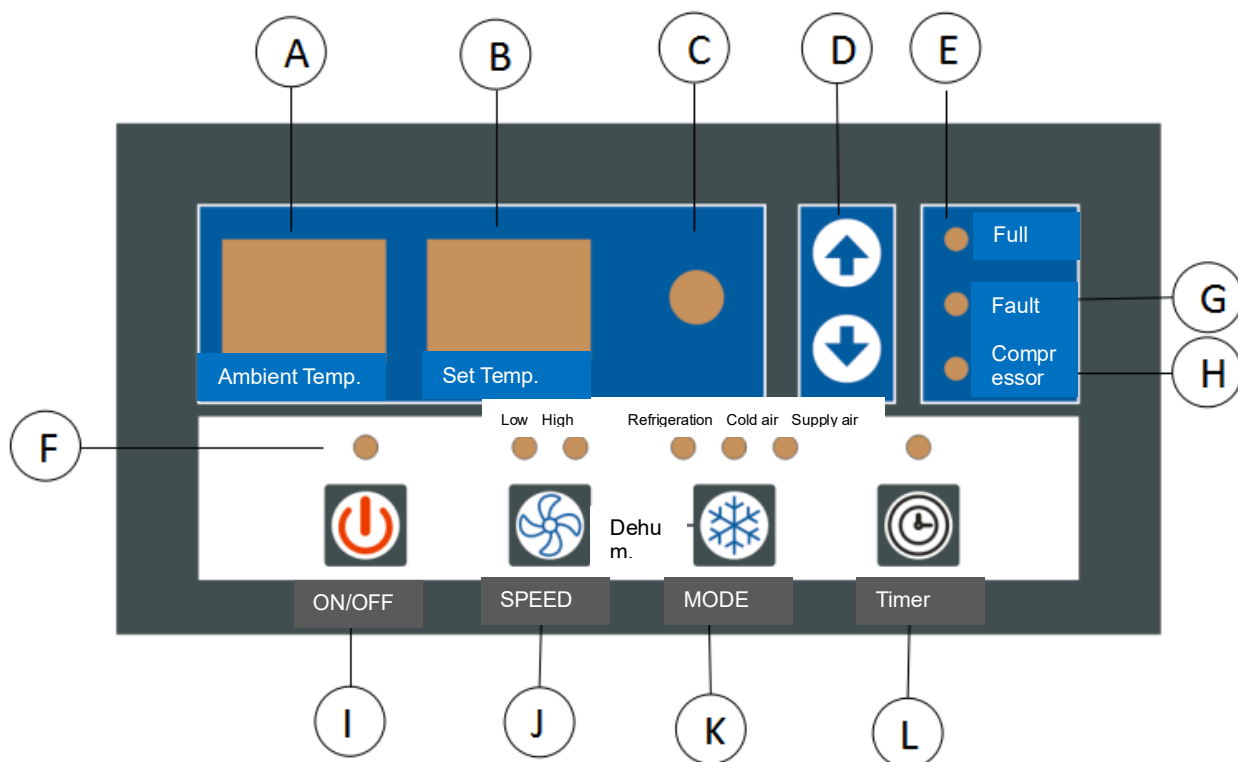 A
B
C
D
E
Full
Fault
G
Compr
essor
H
Ambient Temp.
Set Temp.
Low High
Refrigeration Cold air Supply air
F
Dehu
m.
ON/OFF
SPEED
MODE
Timer
I
J
K
L